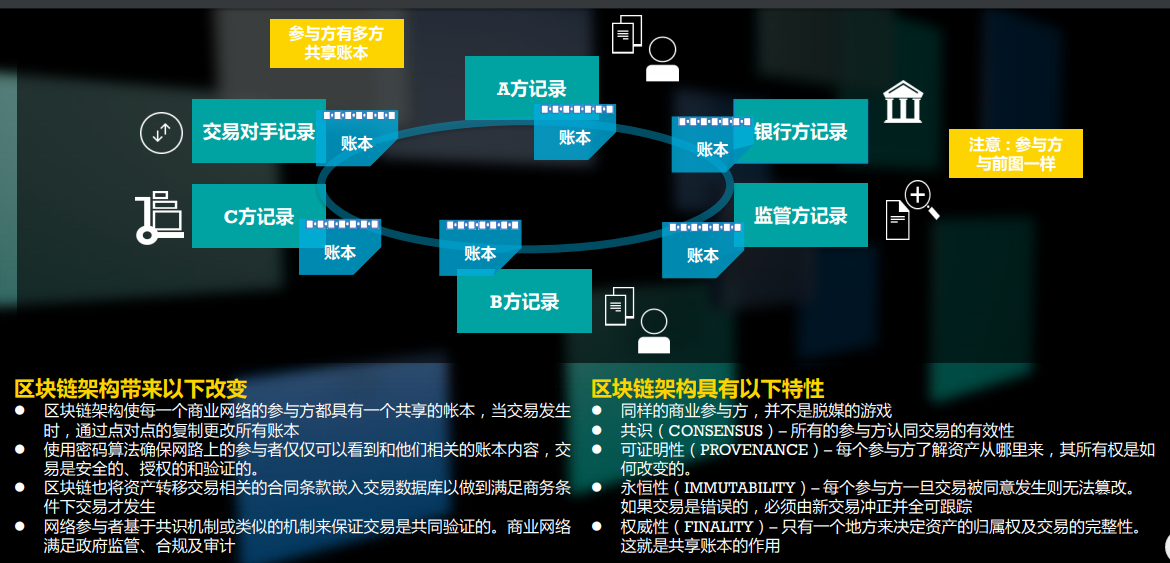 参与方有多方
共享账本
A方记录
账本
交易对手记录
账本
银行方记录
账本
注意：参与方
与前图一样
C方记录
账本
监管方记录
账本
账本
B方记录
区块链架构带来以下改变
● 区块链架构使每一个商业网络的参与方都具有一个共享的帐本，当交易发生
时，通过点对点的复制更改所有账本
● 使用密码算法确保网路上的参与者仅仅可以看到和他们相关的账本内容，交
易是安全的、授权的和验证的。
● 区块链也将资产转移交易相关的合同条款嵌入交易数据库以做到满足商务条
件下交易才发生
● 网络参与者基于共识机制或类似的机制来保证交易是共同验证的。商业网络
满足政府监管、合规及审计
区块链架构具有以下特性
● 同样的商业参与方，并不是脱媒的游戏
● 共识（CONSENSUS）– 所有的参与方认同交易的有效性
● 可证明性（PROVENANCE）– 每个参与方了解资产从哪里来，其所有权是如
何改变的。
● 永恒性（IMMUTABILITY）– 每个参与方一旦交易被同意发生则无法篡改。
如果交易是错误的，必须由新交易冲正并全可跟踪
● 权威性（FINALITY）– 只有一个地方来决定资产的归属权及交易的完整性。
这就是共享账本的作用